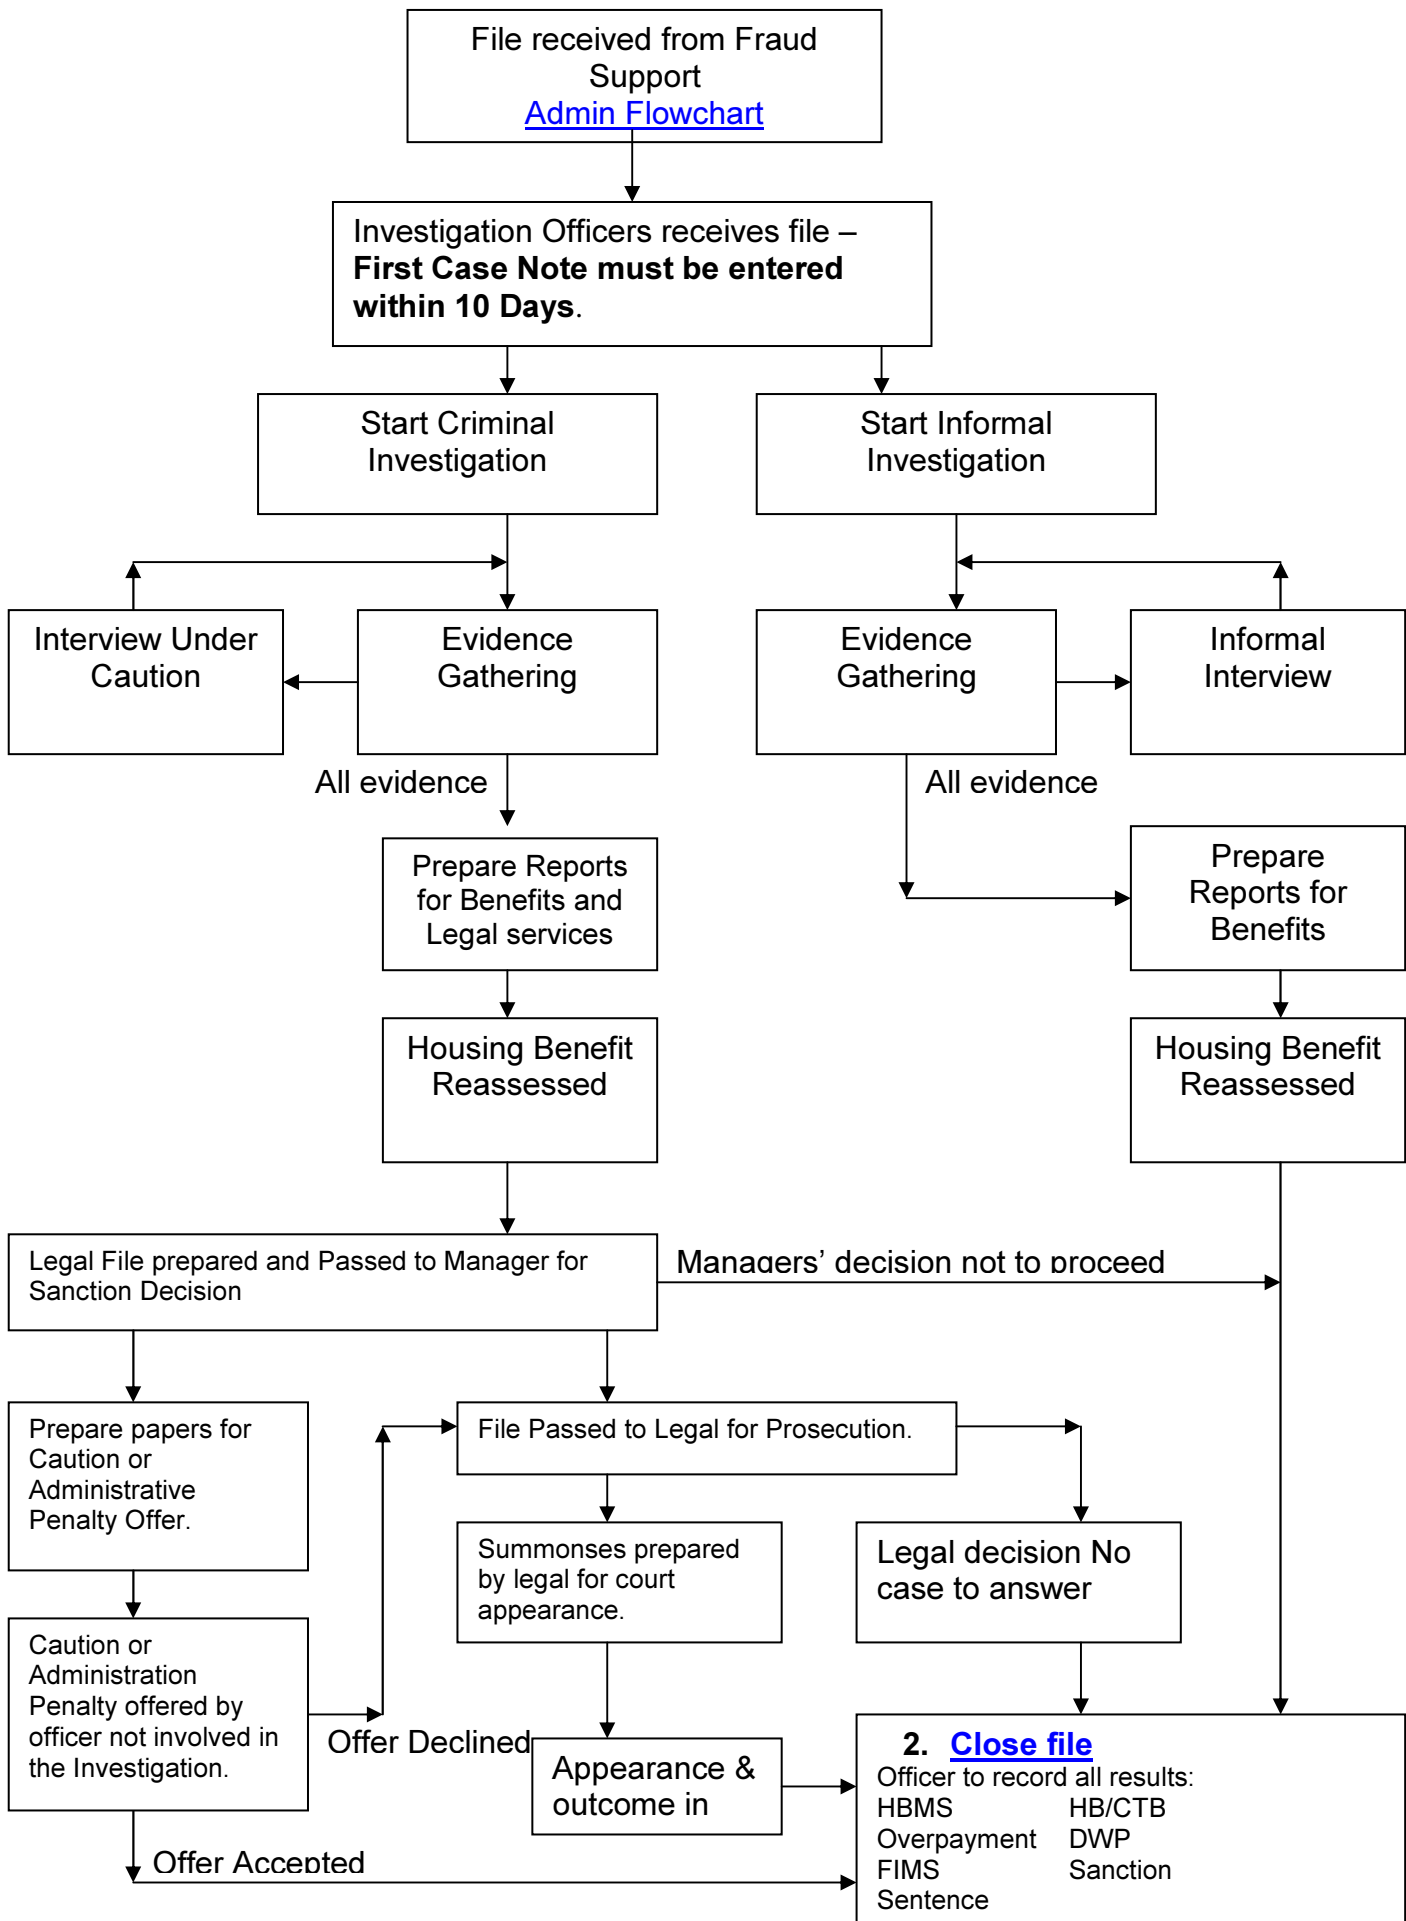 File received from Fraud
Support
Admin Flowchart
Investigation Officers receives file –
First Case Note must be entered
within 10 Days.
Start Criminal
Investigation
Start Informal
Investigation
Interview Under
Caution
Evidence
Gathering
Evidence
Gathering
Informal
Interview
All evidence
All evidence
Prepare Reports
for Benefits and
Legal services
Prepare
Reports for
Benefits
Housing Benefit
Reassessed
Housing Benefit
Reassessed
Legal File prepared and Passed to Manager for
Sanction Decision
Managers’ decision not to proceed
Prepare papers for
Caution or
Administrative
Penalty Offer.
File Passed to Legal for Prosecution.
Summonses prepared
by legal for court
appearance.
Legal decision No
case to answer
Caution or
Administration
Penalty offered by
officer not involved in
the Investigation.
Offer Declined
Appearance &
outcome in
2. Close file
Officer to record all results:
HBMS HB/CTB
Overpayment DWP
FIMS Sanction
Sentence
Offer Accepted